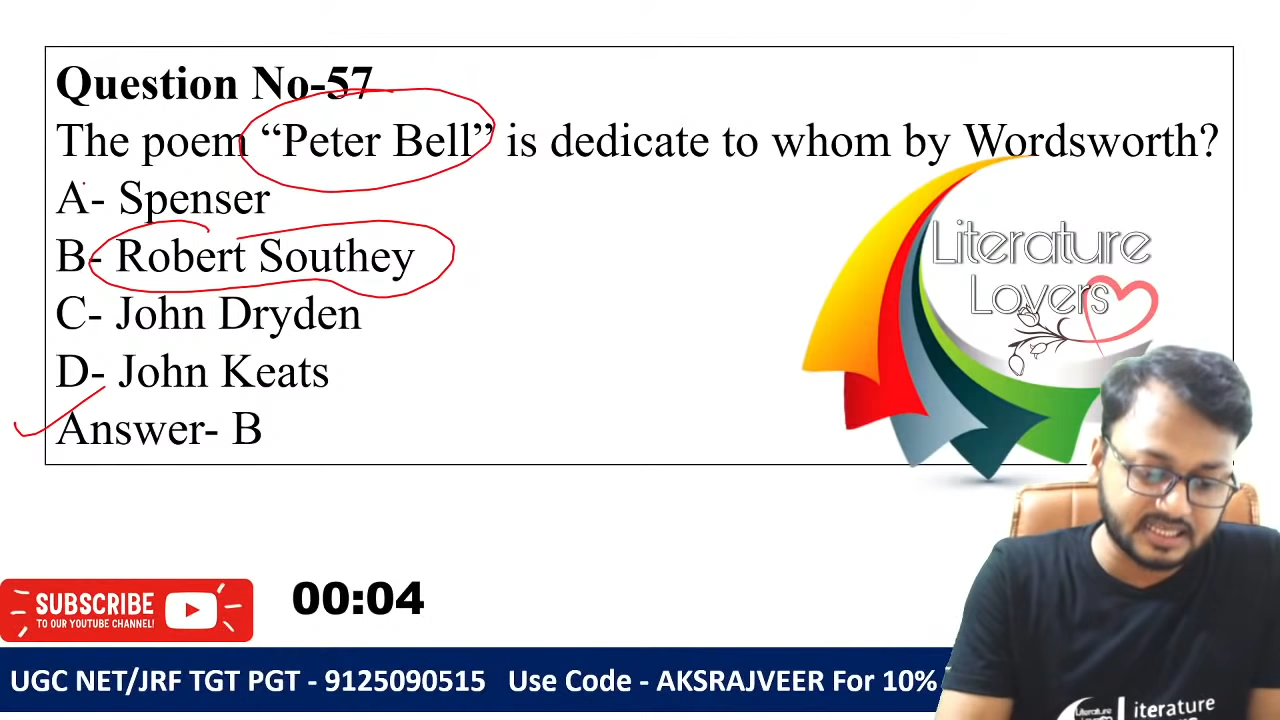 Question No-57
The poem “Peter Bell” is dedicate to whom by Wordsworth?
A- Spenser
B- Robert Southey
C- John Dryden
D- John Keats
Answer- B
Literature
Lovers
SUBSCRIBE
TO OUR YOUTUBE CHANNEL!
00:04
UGC NET/JRF TGT PGT - 9125090515 Use Code - AKSRAJVEER For 10%
Literature
iterature